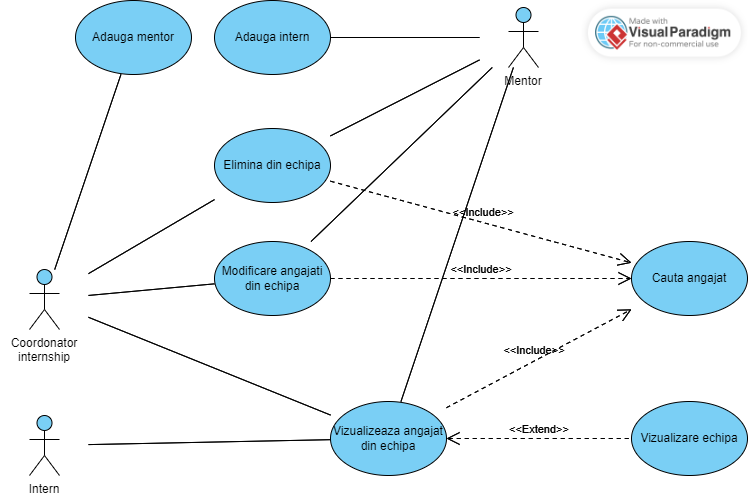 Made with
Visual Paradigm
For non-commercial use
Adauga mentor
Adauga intern
Mentor
Elimina din echipa
<<Include>>
Modificare angajati
din echipa
<<Include>>
Cauta angajat
Coordonator
internship
<<Include>>
Vizualizeaza angajat
din echipa
<<Extend>>
Vizualizare echipa
Intern